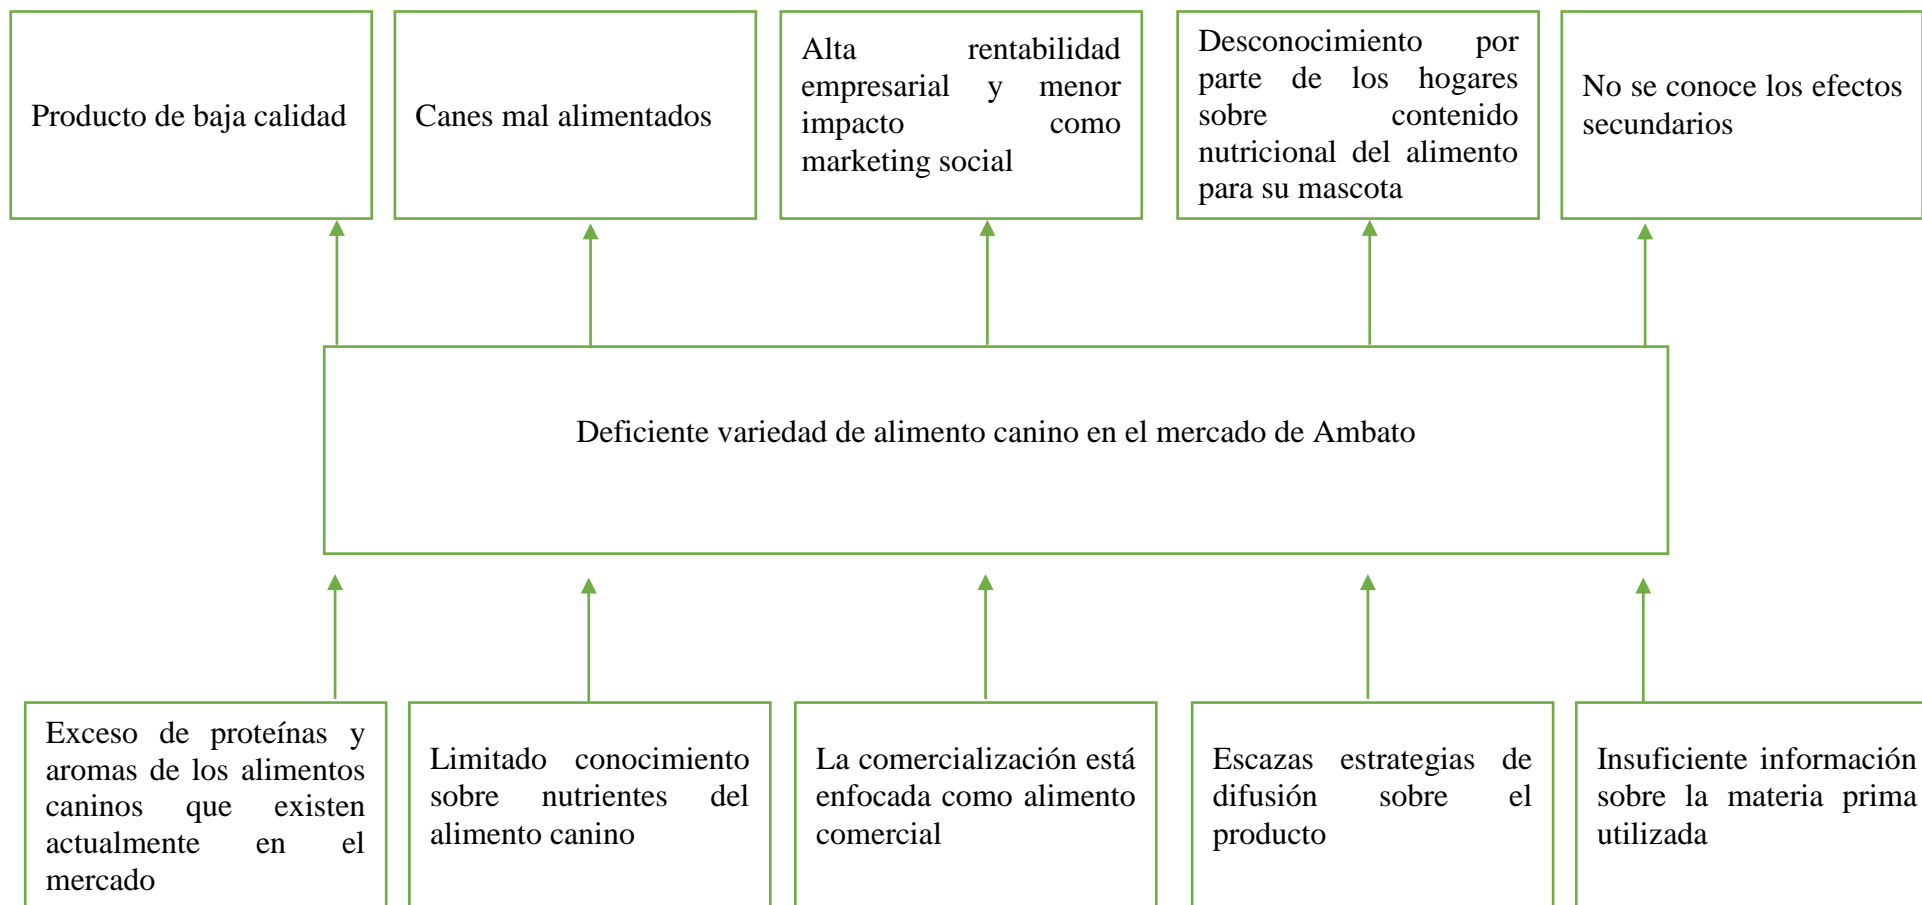 Producto de baja calidad
Canes mal alimentados
Alta rentabilidad
empresarial y menor
impacto como
marketing social
Desconocimiento por
parte de los hogares
sobre contenido
nutricional del alimento
para su mascota
No se conoce los efectos
secundarios
Deficiente variedad de alimento canino en el mercado de Ambato
Exceso de proteínas y
aromas de los alimentos
caninos que existen
actualmente en el
mercado
Limitado conocimiento
sobre nutrientes del
alimento canino
La comercialización está
enfocada como alimento
comercial
Escazas estrategias de
difusión sobre el
producto
Insuficiente información
sobre la materia prima
utilizada